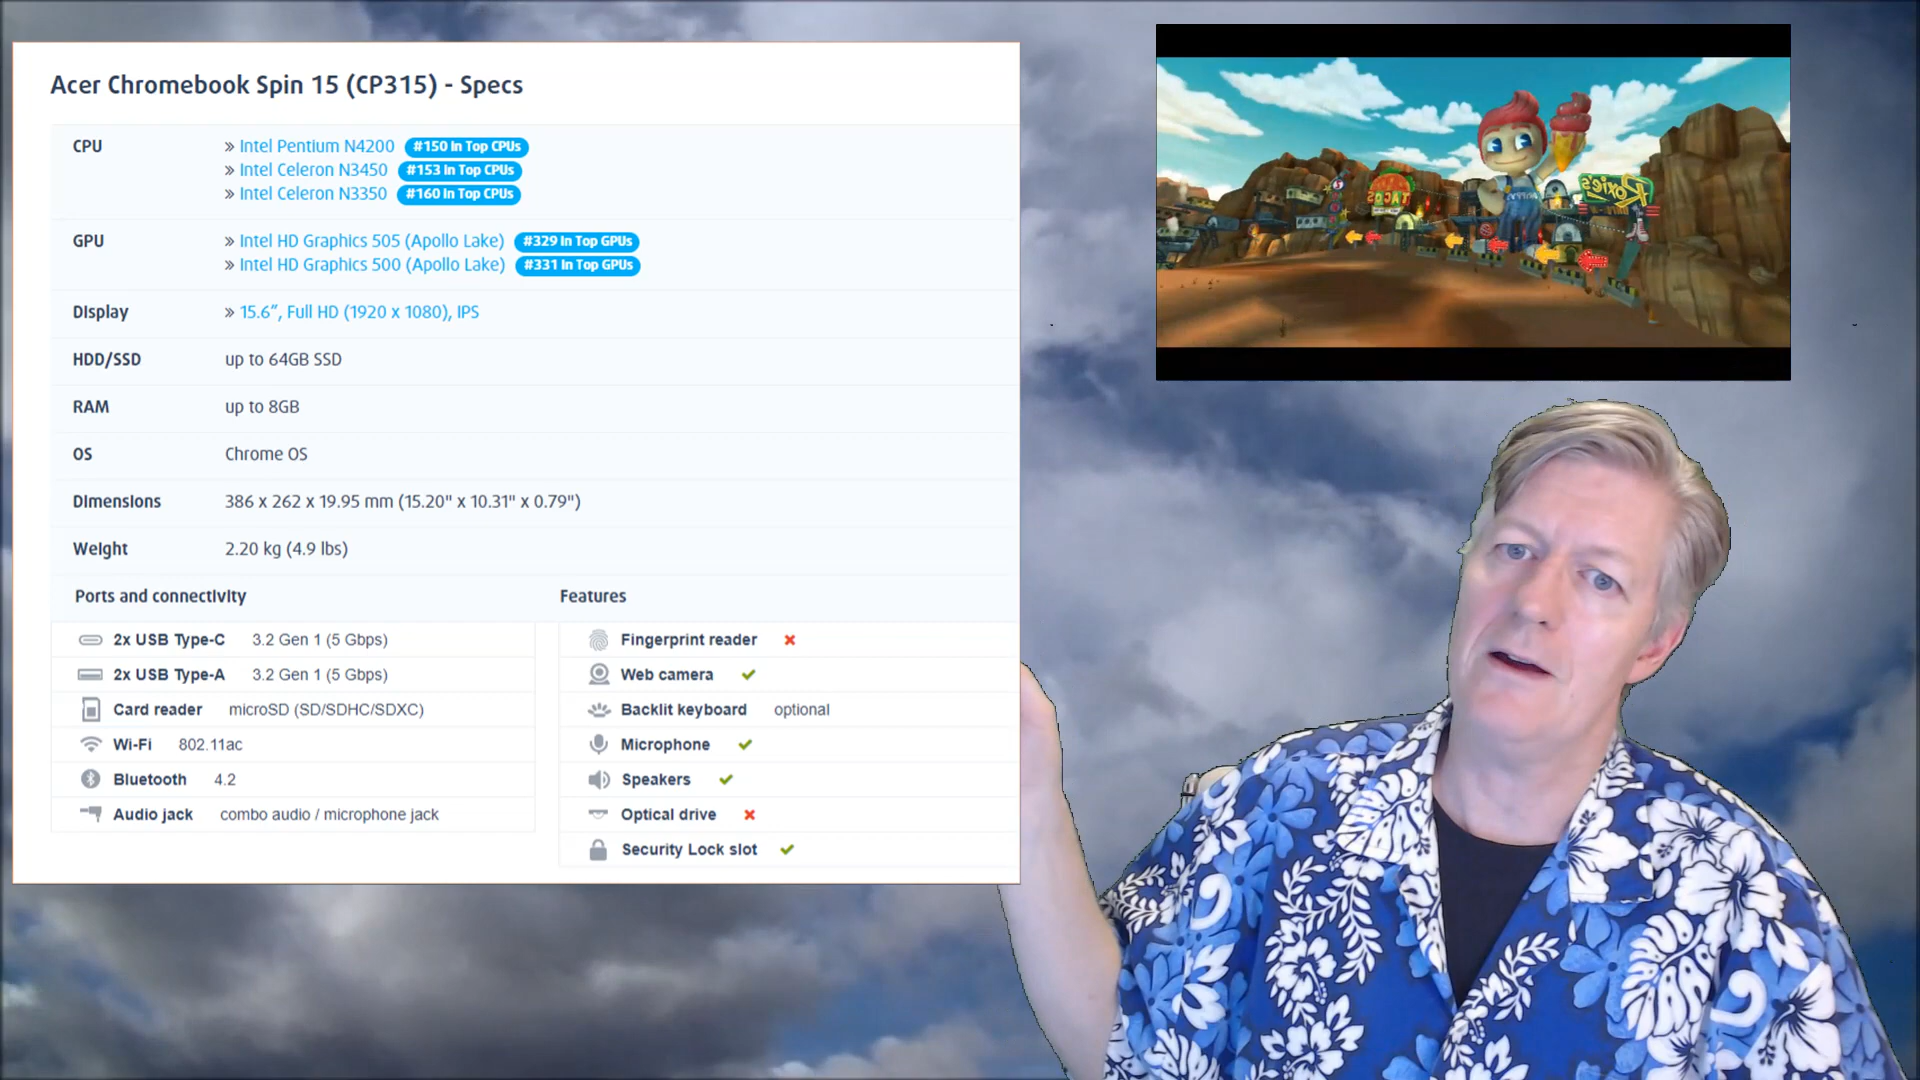 Acer Chromebook Spin 15 (CP315) - Specs
CPU
» Intel Pentium N4200 #150 In Top CPUs
» Intel Celeron N3450 #153 In Top CPUs
» Intel Celeron N3350 #160 In Top CPUs
GPU
» Intel HD Graphics 505 (Apollo Lake) #329 In Top GPUs
» Intel HD Graphics 500 (Apollo Lake) #331 In Top GPUs
Display » 15.6”, Full HD (1920 x 1080), IPS
HDD/SSD up to 64GB SSD
RAM up to 8GB
OS Chrome OS
Dimensions 386 x 262 x 19.95 mm (15.20" x 10.31" x 0.79")
Weight 2.20 kg (4.9 lbs)
Ports and connectivity
2x USB Type-C 3.2 Gen 1 (5 Gbps)
2x USB Type-A 3.2 Gen 1 (5 Gbps)
Card reader microSD (SD/SDHC/SDXC)
Wi-Fi 802.11ac
Bluetooth 4.2
Audio jack combo audio / microphone jack
Features
Fingerprint reader
Web camera
Backlit keyboard optional
Microphone
Speakers
Optical drive
Security Lock slot
TACOS
Roxie's